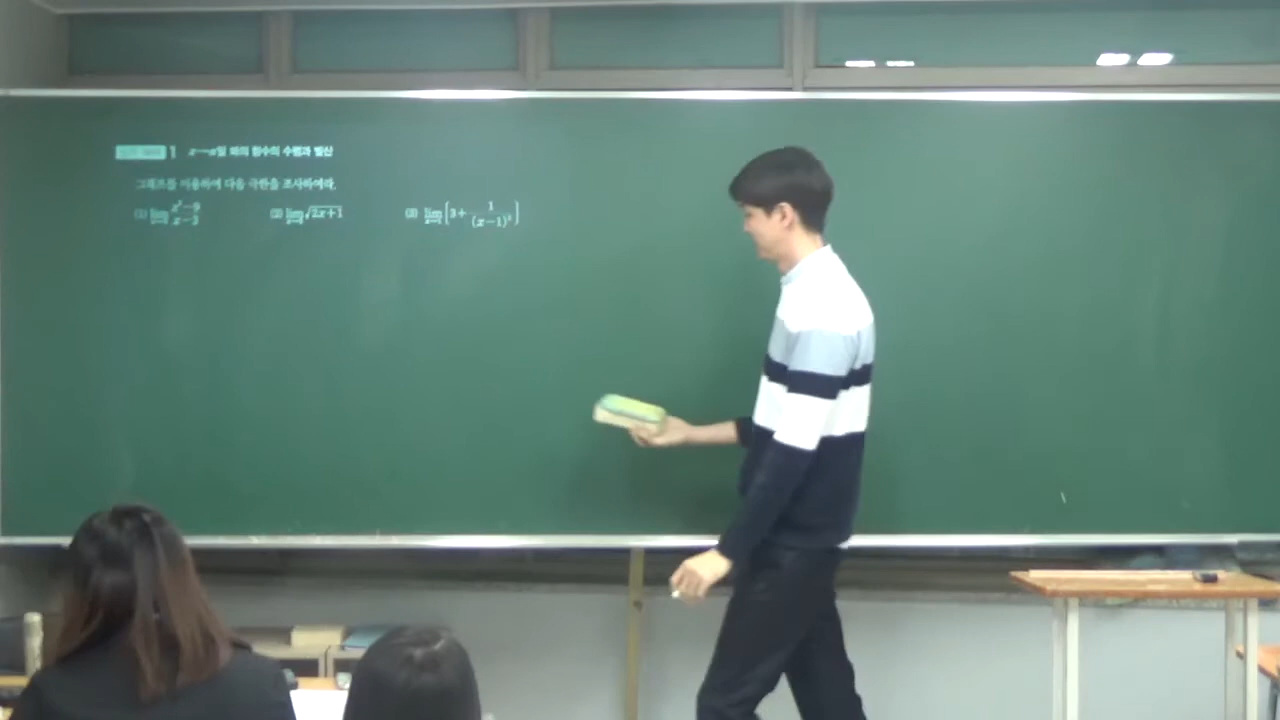 1 x→a일 때의 함수의 수렴과 발산
그래프를 이용하여 다음 극한을 조사하여라.
(1) lim (x²-9)/(x-3) (2) lim √(2x+1) (3) lim {3+ 1/(x-1)²}